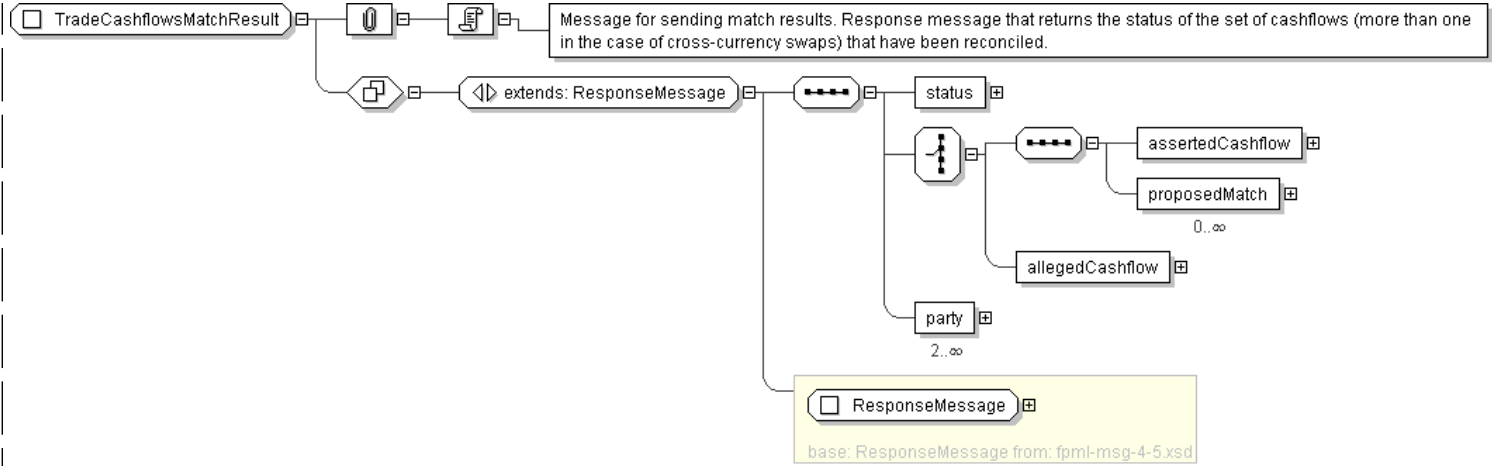 TradeCashflowsMatchResult
Message for sending match results. Response message that returns the status of the set of cashflows (more than one
in the case of cross-currency swaps) that have been reconciled.
extends: ResponseMessage
status
assertedCashflow
proposedMatch
0..∞
allegedCashflow
party
2..∞
ResponseMessage
base: ResponseMessage from: fpml-msg-4-5.xsd